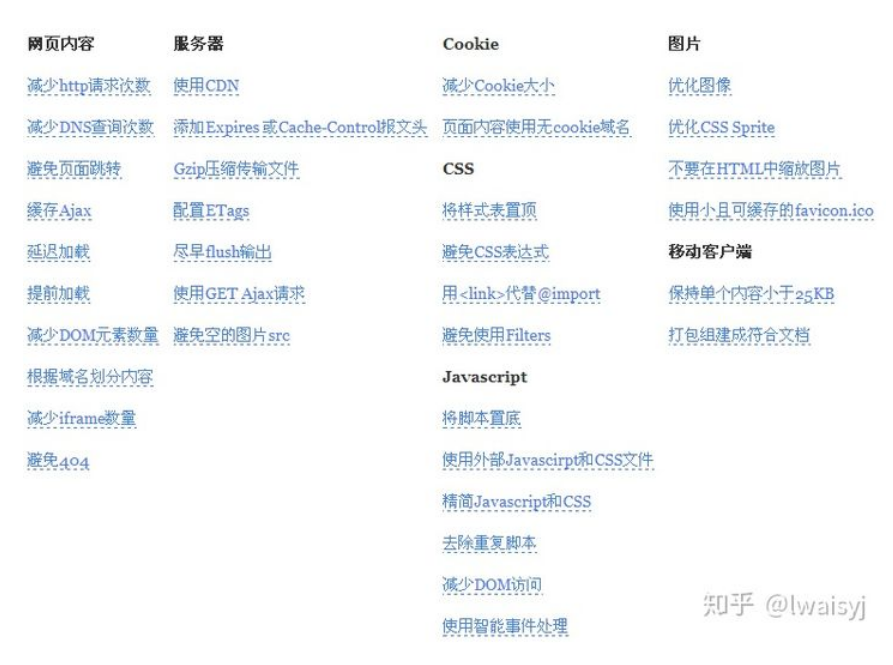 网页内容
减少http请求次数
减少DNS查询次数
避免页面跳转
缓存Ajax
延迟加载
提前加载
减少DOM元素数量
根据域名划分内容
减少iframe数量
避免404
服务器
使用CDN
添加Expires 或Cache-Control报文头
Gzip压缩传输文件
配置ETags
尽早flush输出
使用GET Ajax请求
避免空的图片src
Cookie
减少Cookie大小
页面内容使用无cookie域名
CSS
将样式表置顶
避免CSS表达式
用<link>代替@import
避免使用Filters
Javascript
将脚本置底
使用外部Javascirpt和CSS文件
精简Javascript和CSS
去除重复脚本
减少DOM访问
使用智能事件处理
图片
优化图像
优化CSS Sprite
不要在HTML中缩放图片
使用小且可缓存的favicon.ico
移动客户端
保持单个内容小于25KB
打包组建成符合文档
知乎 @lwaisyj